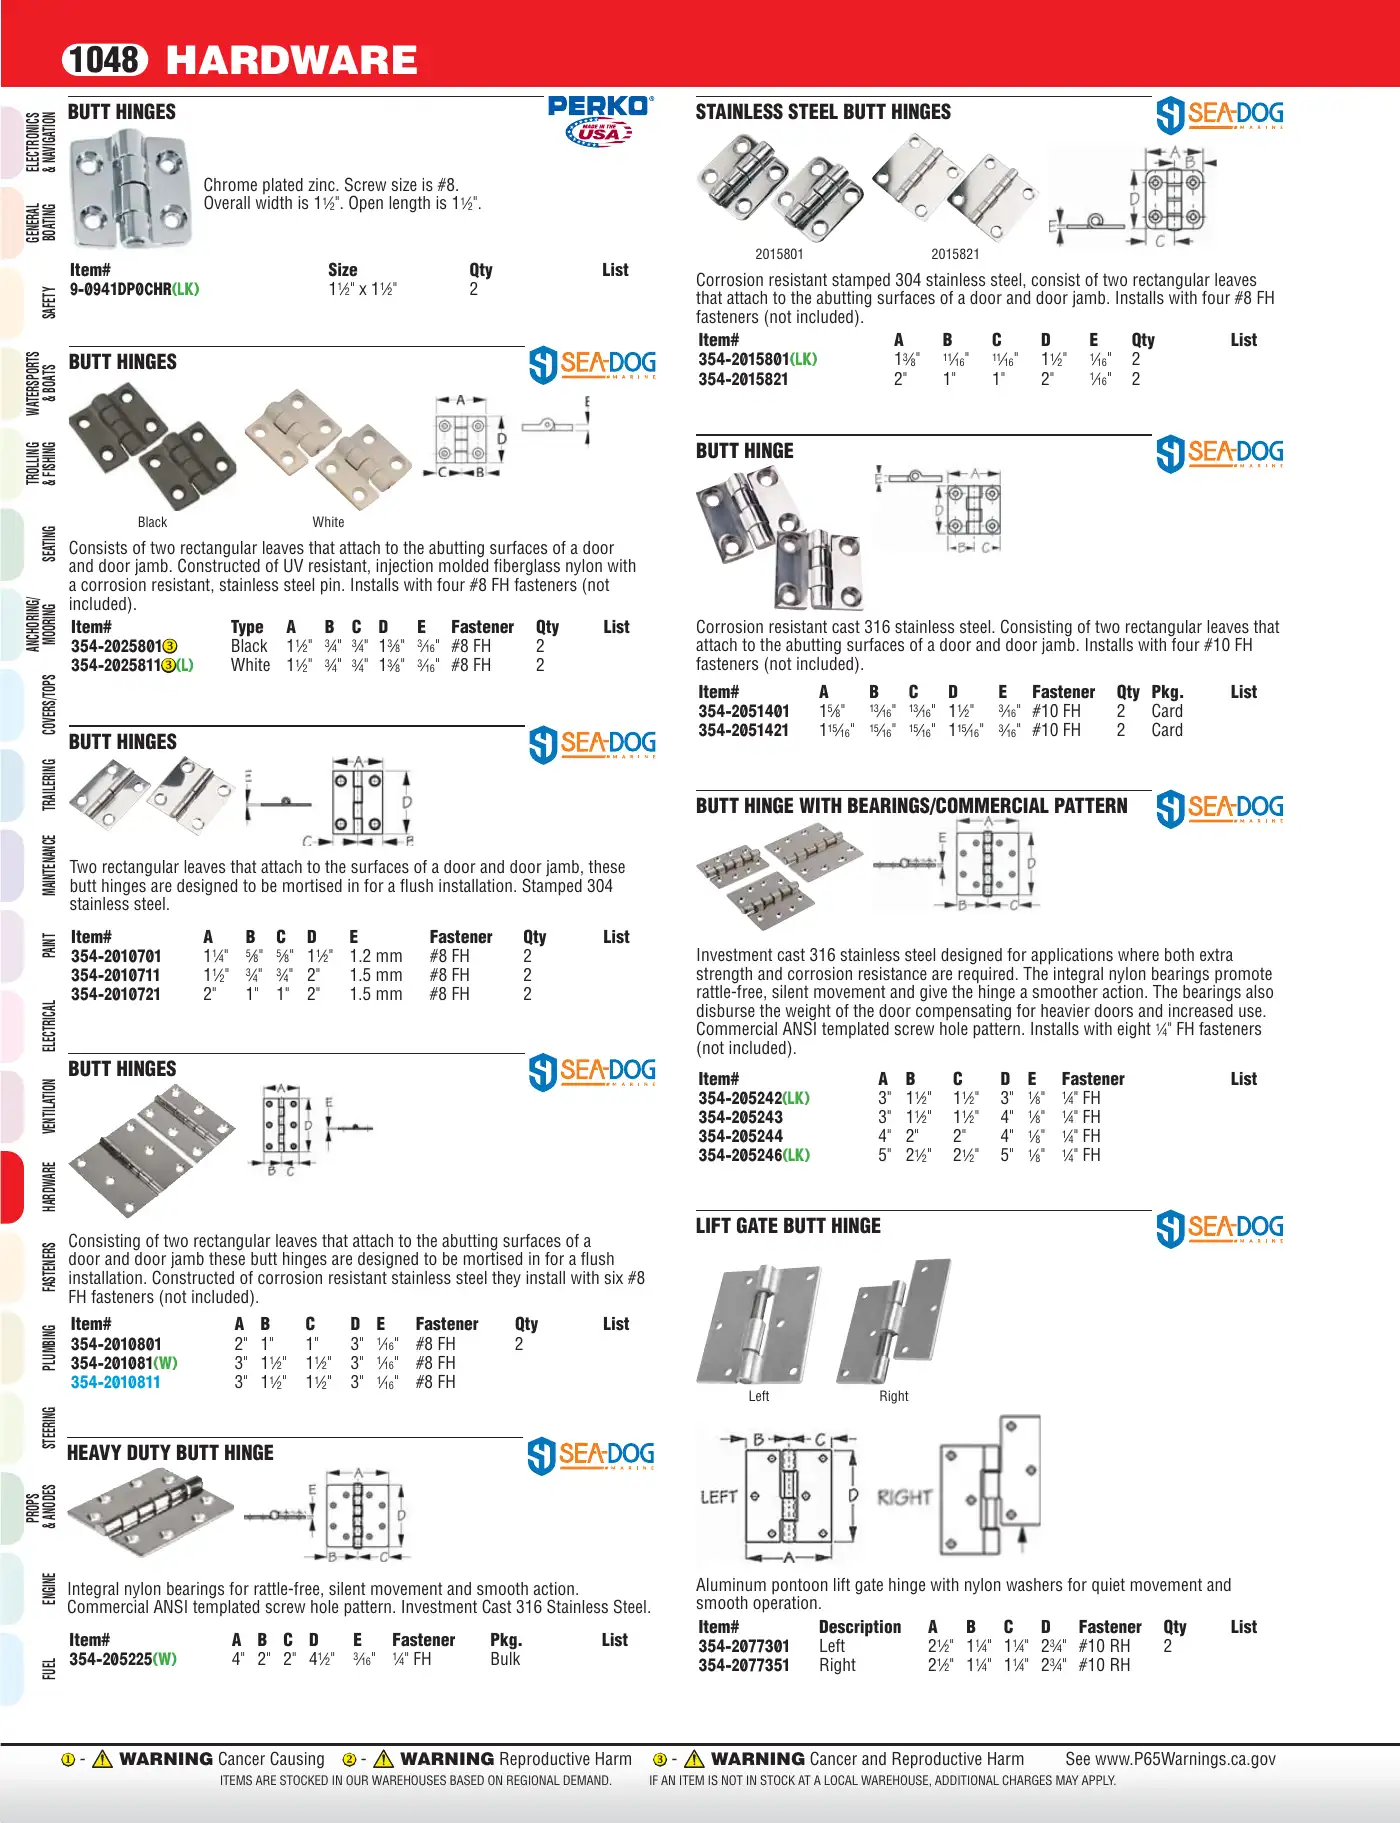 1048 HARDWARE
ELECTRONICS
& NAVIGATION
GENERAL
BOATING
SAFETY
WATERSPORTS
& BOATS
TROLLING
& FISHING
SEATING
ANCHORING/
MOORING
COVERS/TOPS
TRAILERING
MAINTENANCE
PAINT
ELECTRICAL
VENTILATION
HARDWARE
FASTENERS
PLUMBING
STEERING
PROPS
& ANODES
ENGINE
FUEL
BUTT HINGES
PERKO®
MADE IN THE
USA
Chrome plated zinc. Screw size is #8.
Overall width is 1½". Open length is 1½".
Item# Size Qty List
9-0941DP0CHR(LK) 1½" x 1½" 2
BUTT HINGES
SEA-DOG
MARINE
A
D
C B
E
Black White
Consists of two rectangular leaves that attach to the abutting surfaces of a door
and door jamb. Constructed of UV resistant, injection molded fiberglass nylon with
a corrosion resistant, stainless steel pin. Installs with four #8 FH fasteners (not
included).
Item# Type A B C D E Fastener Qty List
354-2025801③ Black 1½" ¾" ¾" 1⅜" 3⁄16" #8 FH 2
354-2025811③(L) White 1½" ¾" ¾" 1⅜" 3⁄16" #8 FH 2
BUTT HINGES
SEA-DOG
MARINE
E
A
D
C B
Two rectangular leaves that attach to the surfaces of a door and door jamb, these
butt hinges are designed to be mortised in for a flush installation. Stamped 304
stainless steel.
Item# A B C D E Fastener Qty List
354-2010701 1¼" ⅝" ⅝" 1½" 1.2 mm #8 FH 2
354-2010711 1½" ¾" ¾" 2" 1.5 mm #8 FH 2
354-2010721 2" 1" 1" 2" 1.5 mm #8 FH 2
BUTT HINGES
SEA-DOG
MARINE
A
E
D
B C
Consisting of two rectangular leaves that attach to the abutting surfaces of a
door and door jamb these butt hinges are designed to be mortised in for a flush
installation. Constructed of corrosion resistant stainless steel they install with six #8
FH fasteners (not included).
Item# A B C D E Fastener Qty List
354-2010801 2" 1" 1" 3" 1⁄16" #8 FH 2
354-201081(W) 3" 1½" 1½" 3" 1⁄16" #8 FH
354-2010811 3" 1½" 1½" 3" 1⁄16" #8 FH
HEAVY DUTY BUTT HINGE
SEA-DOG
MARINE
A
E
D
B C
Integral nylon bearings for rattle-free, silent movement and smooth action.
Commercial ANSI templated screw hole pattern. Investment Cast 316 Stainless Steel.
Item# A B C D E Fastener Pkg. List
354-205225(W) 4" 2" 2" 4½" 3⁄16" ¼" FH Bulk
STAINLESS STEEL BUTT HINGES
SEA-DOG
MARINE
A
B
D
E
C
2015801 2015821
Corrosion resistant stamped 304 stainless steel, consist of two rectangular leaves
that attach to the abutting surfaces of a door and door jamb. Installs with four #8 FH
fasteners (not included).
Item# A B C D E Qty List
354-2015801(LK) 1⅜" 11⁄16" 11⁄16" 1½" 1⁄16" 2
354-2015821 2" 1" 1" 2" 1⁄16" 2
BUTT HINGE
SEA-DOG
MARINE
E
A
D
B C
Corrosion resistant cast 316 stainless steel. Consisting of two rectangular leaves that
attach to the abutting surfaces of a door and door jamb. Installs with four #10 FH
fasteners (not included).
Item# A B C D E Fastener Qty Pkg. List
354-2051401 1⅝" 13⁄16" 13⁄16" 1½" 3⁄16" #10 FH 2 Card
354-2051421 115⁄16" 15⁄16" 15⁄16" 115⁄16" 3⁄16" #10 FH 2 Card
BUTT HINGE WITH BEARINGS/COMMERCIAL PATTERN
SEA-DOG
MARINE
A
E
D
B C
Investment cast 316 stainless steel designed for applications where both extra
strength and corrosion resistance are required. The integral nylon bearings promote
rattle-free, silent movement and give the hinge a smoother action. The bearings also
disburse the weight of the door compensating for heavier doors and increased use.
Commercial ANSI templated screw hole pattern. Installs with eight ¼" FH fasteners
(not included).
Item# A B C D E Fastener List
354-205242(LK) 3" 1½" 1½" 3" ⅛" ¼" FH
354-205243 3" 1½" 1½" 4" ⅛" ¼" FH
354-205244 4" 2" 2" 4" ⅛" ¼" FH
354-205246(LK) 5" 2½" 2½" 5" ⅛" ¼" FH
LIFT GATE BUTT HINGE
SEA-DOG
MARINE
Left Right
B C
LEFT D RIGHT
A
Aluminum pontoon lift gate hinge with nylon washers for quiet movement and
smooth operation.
Item# Description A B C D Fastener Qty List
354-2077301 Left 2½" 1¼" 1¼" 2¾" #10 RH 2
354-2077351 Right 2½" 1¼" 1¼" 2¾" #10 RH
① - ⚠ WARNING Cancer Causing ② - ⚠ WARNING Reproductive Harm ③ - ⚠ WARNING Cancer and Reproductive Harm See www.P65Warnings.ca.gov
ITEMS ARE STOCKED IN OUR WAREHOUSES BASED ON REGIONAL DEMAND. IF AN ITEM IS NOT IN STOCK AT A LOCAL WAREHOUSE, ADDITIONAL CHARGES MAY APPLY.